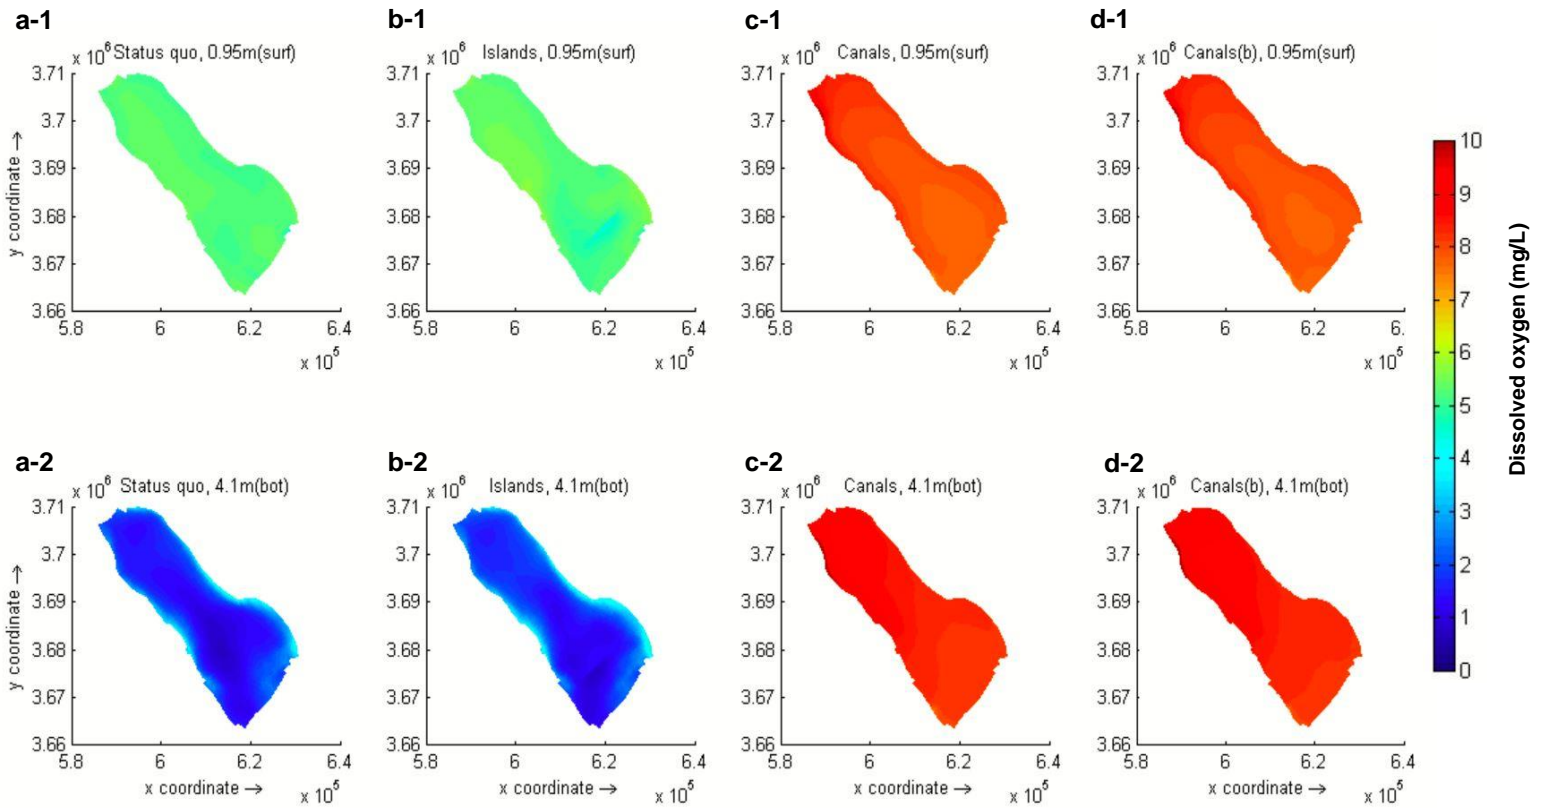 a-1
b-1
c-1
d-1
x 10^6 Status quo, 0.95m(surf)
x 10^6 Islands, 0.95m(surf)
x 10^6 Canals, 0.95m(surf)
x 10^6 Canals(b), 0.95m(surf)
3.71
3.7
3.69
3.68
3.67
3.66
y coordinate →
5.8 6 6.2 6.4
x 10^5
3.71
3.7
3.69
3.68
3.67
3.66
5.8 6 6.2 6.4
x 10^5
3.71
3.7
3.69
3.68
3.67
3.66
5.8 6 6.2 6.4
x 10^5
3.71
3.7
3.69
3.68
3.67
3.66
5.8 6 6.2 6.
10
9
8
7
6
5
4
3
2
1
0
Dissolved oxygen (mg/L)
a-2
b-2
c-2
d-2
x 10^6 Status quo, 4.1m(bot)
x 10^6 Islands, 4.1m(bot)
x 10^6 Canals, 4.1m(bot)
x 10^6 Canals(b), 4.1m(bot)
3.71
3.7
3.69
3.68
3.67
3.66
y coordinate →
5.8 6 6.2 6.4
x coordinate → x 10^5
3.71
3.7
3.69
3.68
3.67
3.66
5.8 6 6.2 6.4
x coordinate → x 10^5
3.71
3.7
3.69
3.68
3.67
3.66
5.8 6 6.2 6.4
x coordinate → x 10^5
3.71
3.7
3.69
3.68
3.67
3.66
5.8 6 6.2 6.4
x coordinate → x 10^5